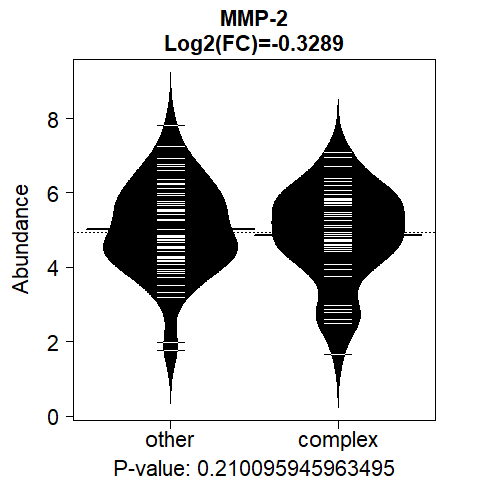 MMP-2
Log2(FC)=-0.3289
Abundance
8
6
4
2
0
other complex
P-value: 0.210095945963495